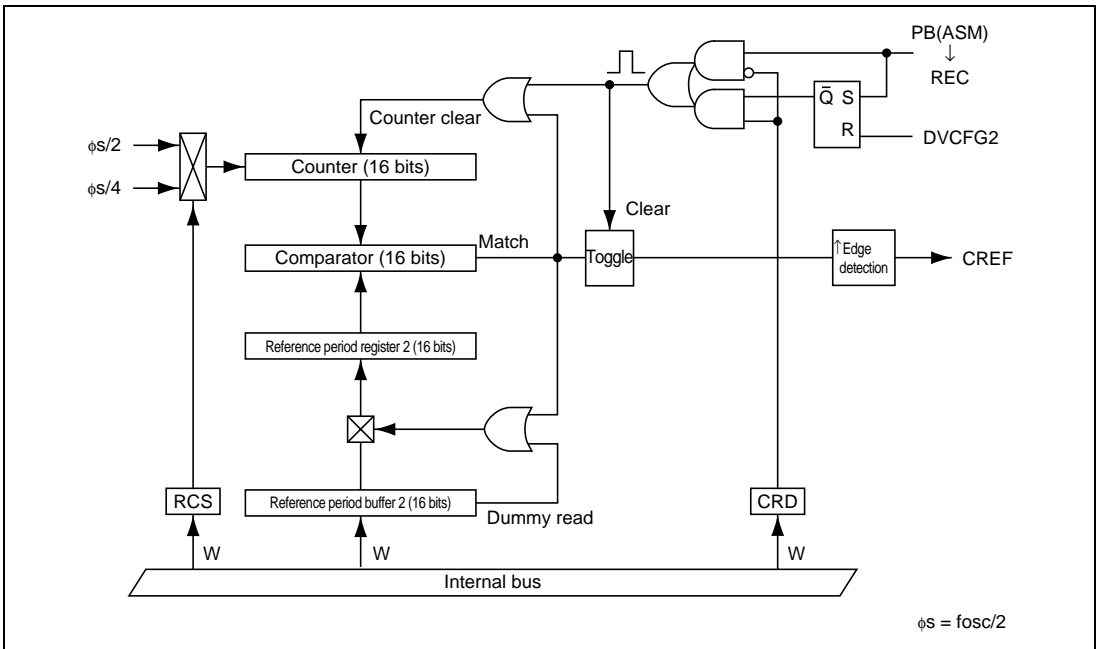 PB(ASM)
↓
REC
Q̄ S
R
DVCFG2
Counter clear
ϕs/2
ϕs/4
Counter (16 bits)
Clear
Match
Comparator (16 bits)
Toggle
↑Edge
detection
CREF
Reference period register 2 (16 bits)
RCS
Reference period buffer 2 (16 bits)
Dummy read
CRD
W
W
W
Internal bus
ϕs = fosc/2